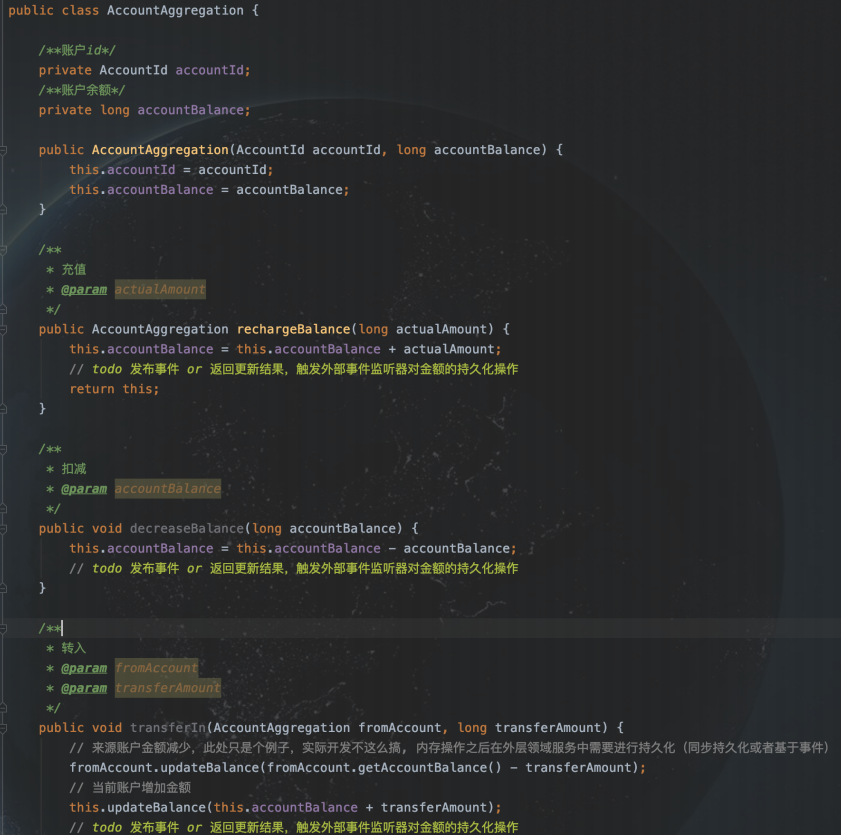 public class AccountAggregation {
/**账户id*/
private AccountId accountId;
/**账户余额*/
private long accountBalance;
public AccountAggregation(AccountId accountId, long accountBalance) {
this.accountId = accountId;
this.accountBalance = accountBalance;
}
/**
* 充值
* @param actualAmount
*/
public AccountAggregation rechargeBalance(long actualAmount) {
this.accountBalance = this.accountBalance + actualAmount;
// todo 发布事件 or 返回更新结果，触发外部事件监听器对金额的持久化操作
return this;
}
/**
* 扣减
* @param accountBalance
*/
public void decreaseBalance(long accountBalance) {
this.accountBalance = this.accountBalance - accountBalance;
// todo 发布事件 or 返回更新结果，触发外部事件监听器对金额的持久化操作
}
/**
* 转入
* @param fromAccount
* @param transferAmount
*/
public void transferIn(AccountAggregation fromAccount, long transferAmount) {
// 来源账户金额减少，此处只是个例子，实际开发不这么搞, 内存操作之后在外层领域服务中需要进行持久化（同步持久化或者基于事件）
fromAccount.updateBalance(fromAccount.getAccountBalance() - transferAmount);
// 当前账户增加金额
this.updateBalance(this.accountBalance + transferAmount);
// todo 发布事件 or 返回更新结果，触发外部事件监听器对金额的持久化操作